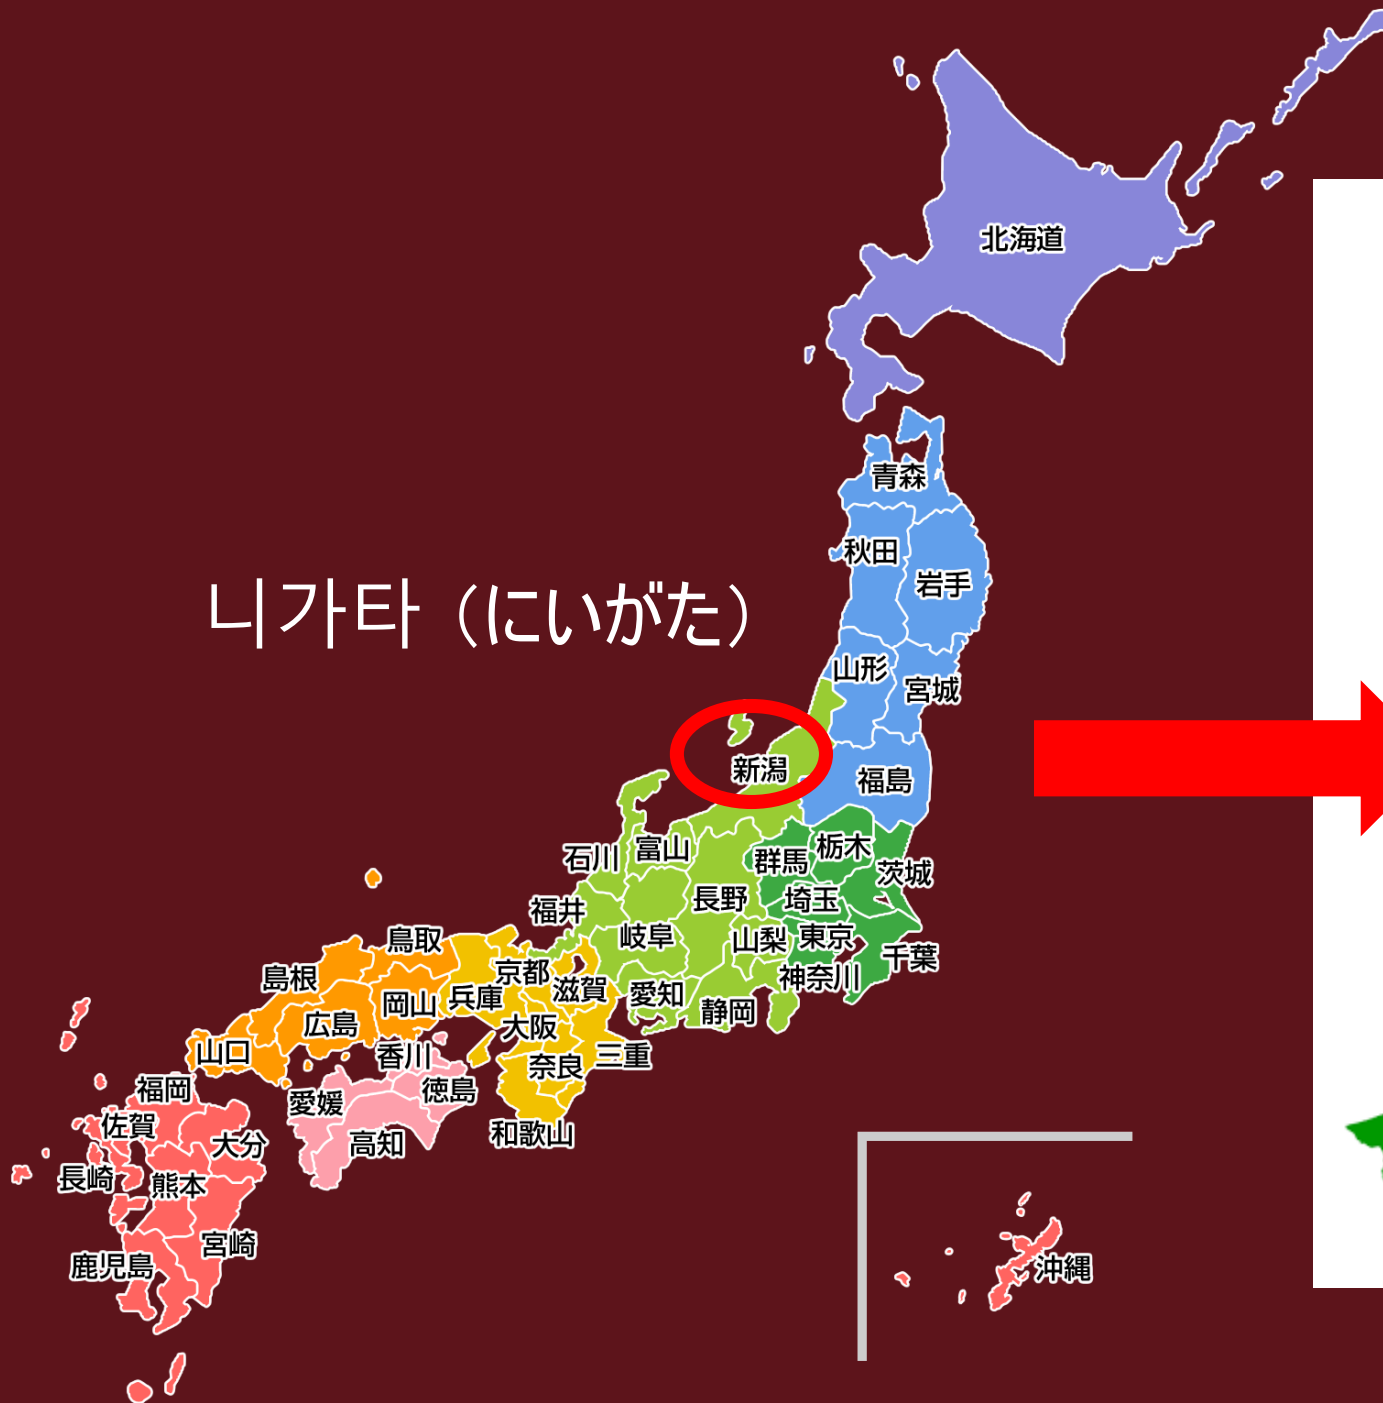 北海道
青森
秋田
岩手
니가타（にいがた）
山形
宮城
新潟
福島
石川
富山
群馬
栃木
茨城
福井
長野
埼玉
岐阜
山梨
東京
千葉
鳥取
島根
京都
滋賀
神奈川
岡山
兵庫
愛知
静岡
広島
大阪
山口
香川
奈良
三重
福岡
愛媛
徳島
佐賀
大分
高知
和歌山
長崎
熊本
宮崎
鹿児島
沖縄